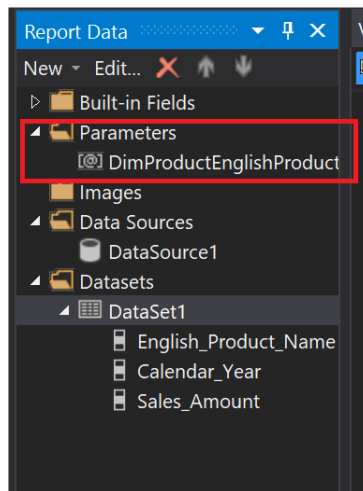 Report Data
New Edit...
Built-in Fields
Parameters
[@] DimProductEnglishProduct
Images
Data Sources
DataSource1
Datasets
DataSet1
English_Product_Name
Calendar_Year
Sales_Amount